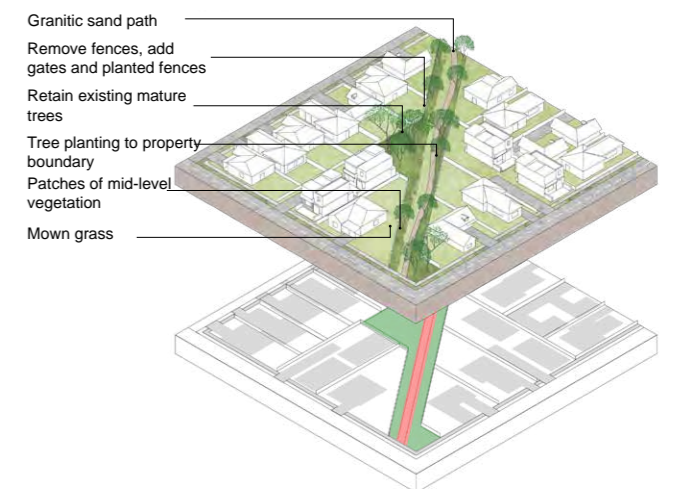 Granitic sand path
Remove fences, add
gates and planted fences
Retain existing mature
trees
Tree planting to property
boundary
Patches of mid-level
vegetation
Mown grass